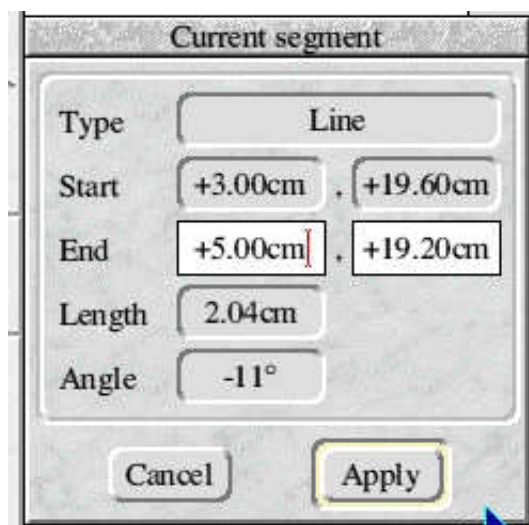 Current segment
Type Line
Start +3.00cm , +19.60cm
End +5.00cm , +19.20cm
Length 2.04cm
Angle -11°
Cancel Apply